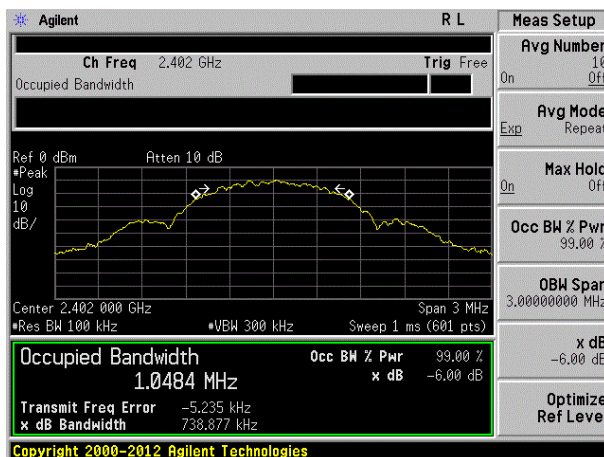 Agilent R L Meas Setup
Ch Freq 2.402 GHz Trig Free
Occupied Bandwidth
Avg Number
10
On Off
Avg Mode
Exp Repeat
Max Hold
On Off
Occ BW % Pwr
99.00 %
OBW Span
3.00000000 MHz
x dB
-6.00 dB
Optimize
Ref Level
Ref 0 dBm Atten 10 dB
#Peak
Log
10
dB/
Center 2.402 000 GHz Span 3 MHz
#Res BW 100 kHz #VBW 300 kHz Sweep 1 ms (601 pts)
Occupied Bandwidth Occ BW % Pwr 99.00 %
1.0484 MHz x dB -6.00 dB
Transmit Freq Error -5.235 kHz
x dB Bandwidth 738.877 kHz
Copyright 2000-2012 Agilent Technologies